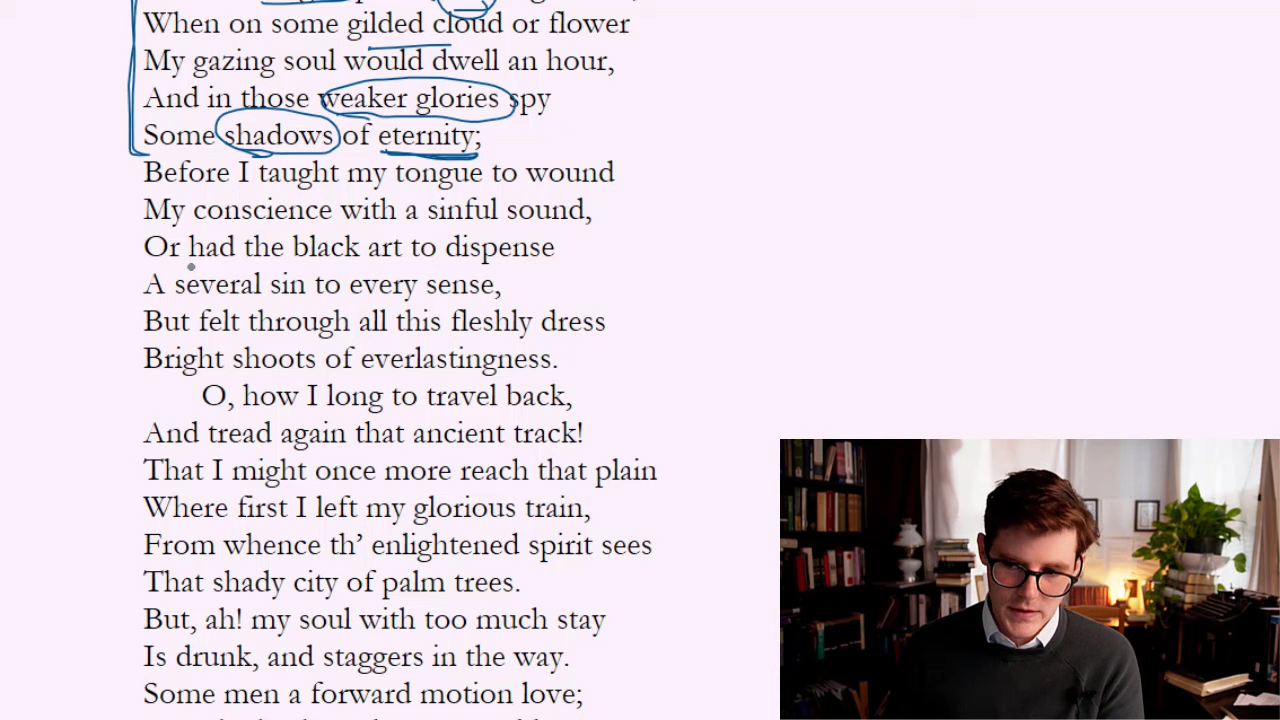 When on some gilded cloud or flower
My gazing soul would dwell an hour,
And in those weaker glories spy
Some shadows of eternity;
Before I taught my tongue to wound
My conscience with a sinful sound,
Or had the black art to dispense
A several sin to every sense,
But felt through all this fleshly dress
Bright shoots of everlastingness.
O, how I long to travel back,
And tread again that ancient track!
That I might once more reach that plain
Where first I left my glorious train,
From whence th’ enlightened spirit sees
That shady city of palm trees.
But, ah! my soul with too much stay
Is drunk, and staggers in the way.
Some men a forward motion love;